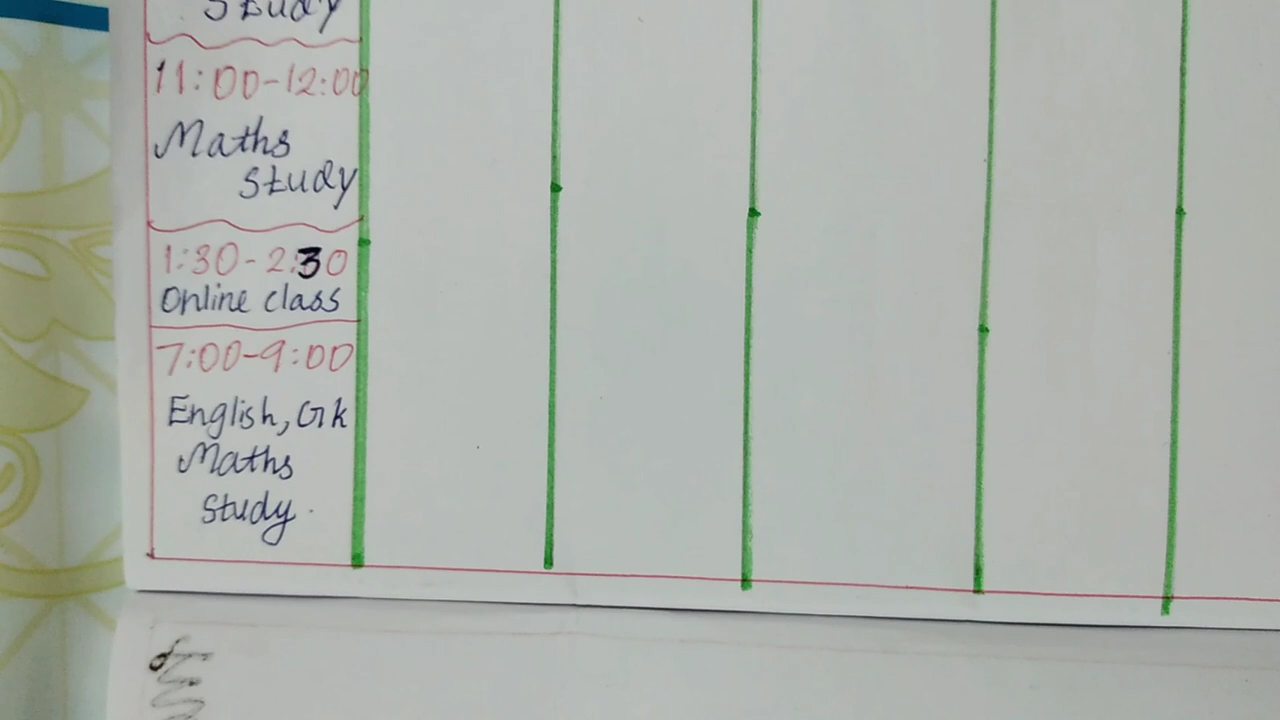 Study
11:00-12:00
Maths
Study
1:30-2:30
Online class
7:00-9:00
English, Gk
Maths
Study.